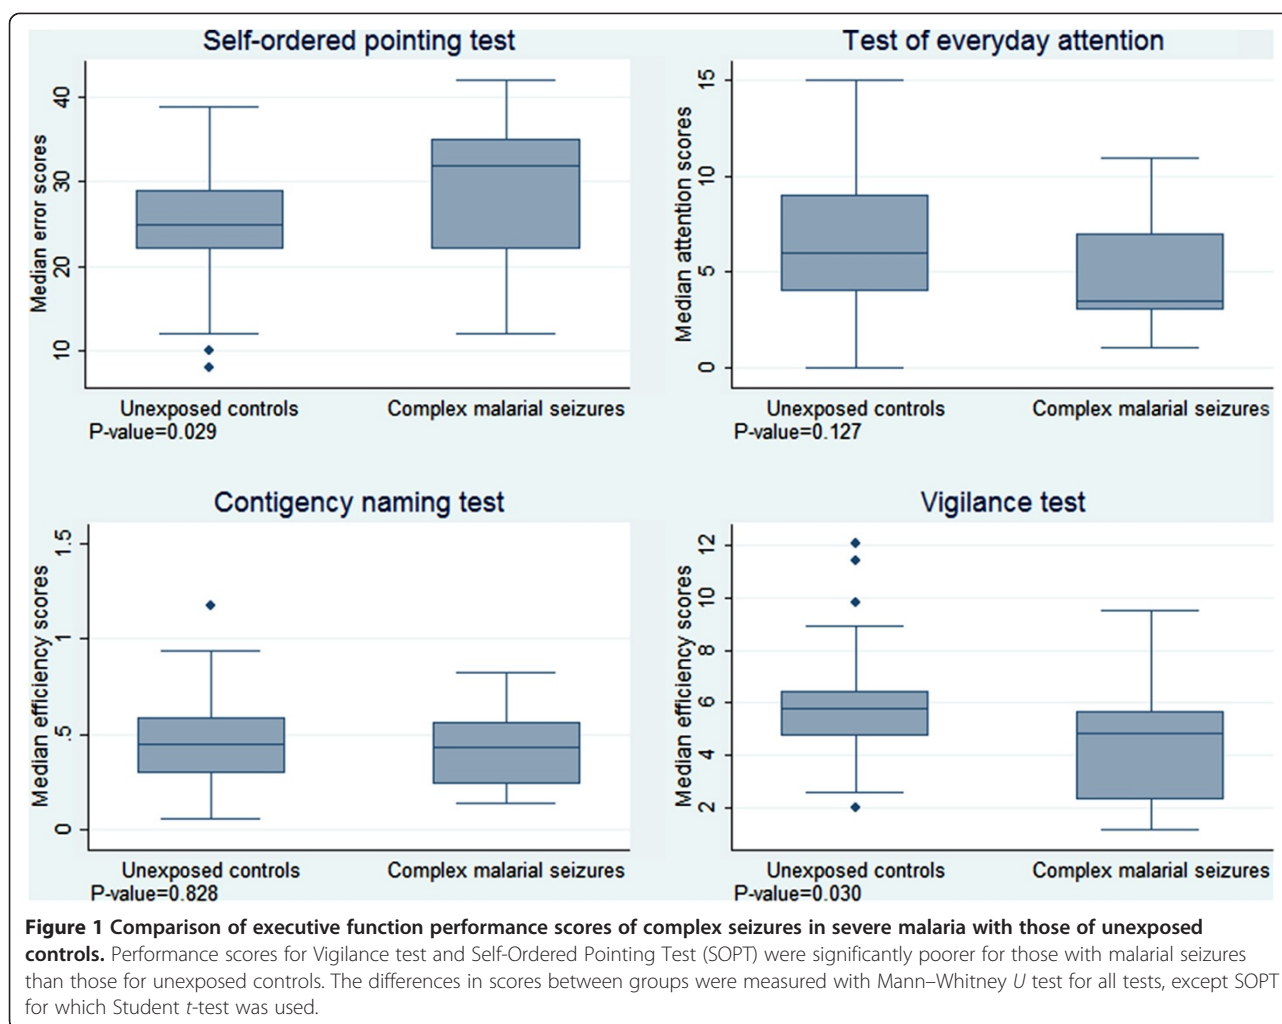 Self-ordered pointing test
Median error scores
40
30
20
10
Unexposed controls
Complex malarial seizures
P-value=0.029
Test of everyday attention
Median attention scores
15
10
5
0
Unexposed controls
Complex malarial seizures
P-value=0.127
Contigency naming test
Median efficiency scores
1.5
1
.5
0
Unexposed controls
Complex malarial seizures
P-value=0.828
Vigilance test
Median efficiency scores
12
10
8
6
4
2
Unexposed controls
Complex malarial seizures
P-value=0.030
Figure 1 Comparison of executive function performance scores of complex seizures in severe malaria with those of unexposed
controls. Performance scores for Vigilance test and Self-Ordered Pointing Test (SOPT) were significantly poorer for those with malarial seizures
than those for unexposed controls. The differences in scores between groups were measured with Mann–Whitney U test for all tests, except SOPT
for which Student t-test was used.